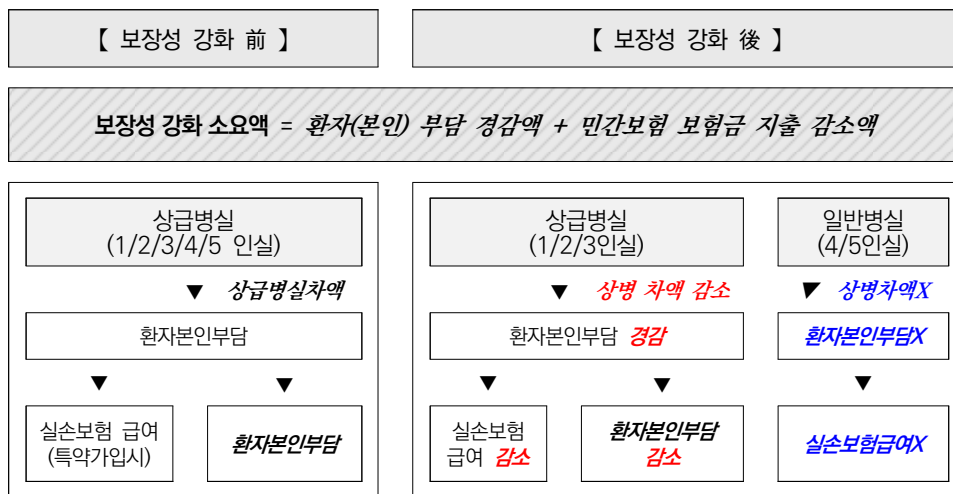 【 보장성 강화 前 】
【 보장성 강화 後 】
보장성 강화 소요액 = 환자(본인) 부담 경감액 + 민간보험 보험금 지출 감소액
상급병실
(1/2/3/4/5 인실)
▼ 상급병실차액
환자본인부담
▼ ▼
실손보험 급여
(특약가입시)
환자본인부담
상급병실
(1/2/3인실)
▼ 상병 차액 감소
환자본인부담 경감
▼ ▼
실손보험
급여 감소
환자본인부담
감소
일반병실
(4/5인실)
▼ 상병차액X
환자본인부담X
▼
실손보험급여X